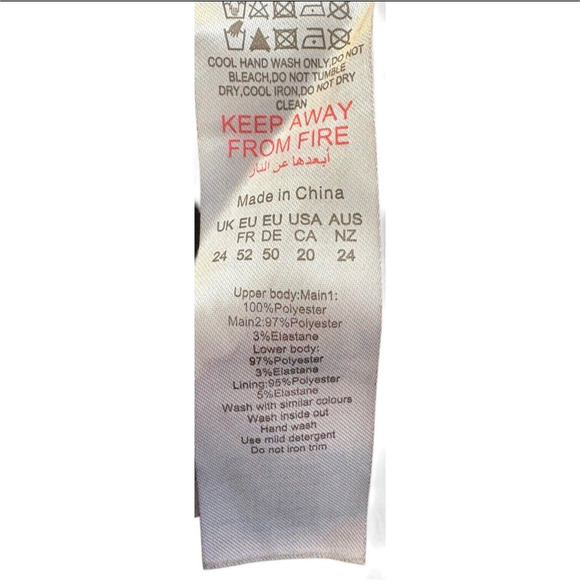 COOL HAND WASH ONLY,DO NOT
BLEACH,DO NOT TUMBLE
DRY,COOL IRON,DO NOT DRY
CLEAN
KEEP AWAY
FROM FIRE
أبعدها عن النار
Made in China
UK EU EU USA AUS
FR DE CA NZ
24 52 50 20 24
Upper body:Main1:
100%Polyester
Main2:97%Polyester
3%Elastane
Lower body:
97%Polyester
3%Elastane
Lining:95%Polyester
5%Elastane
Wash with similar colours
Wash inside out
Hand wash
Use mild detergent
Do not iron trim